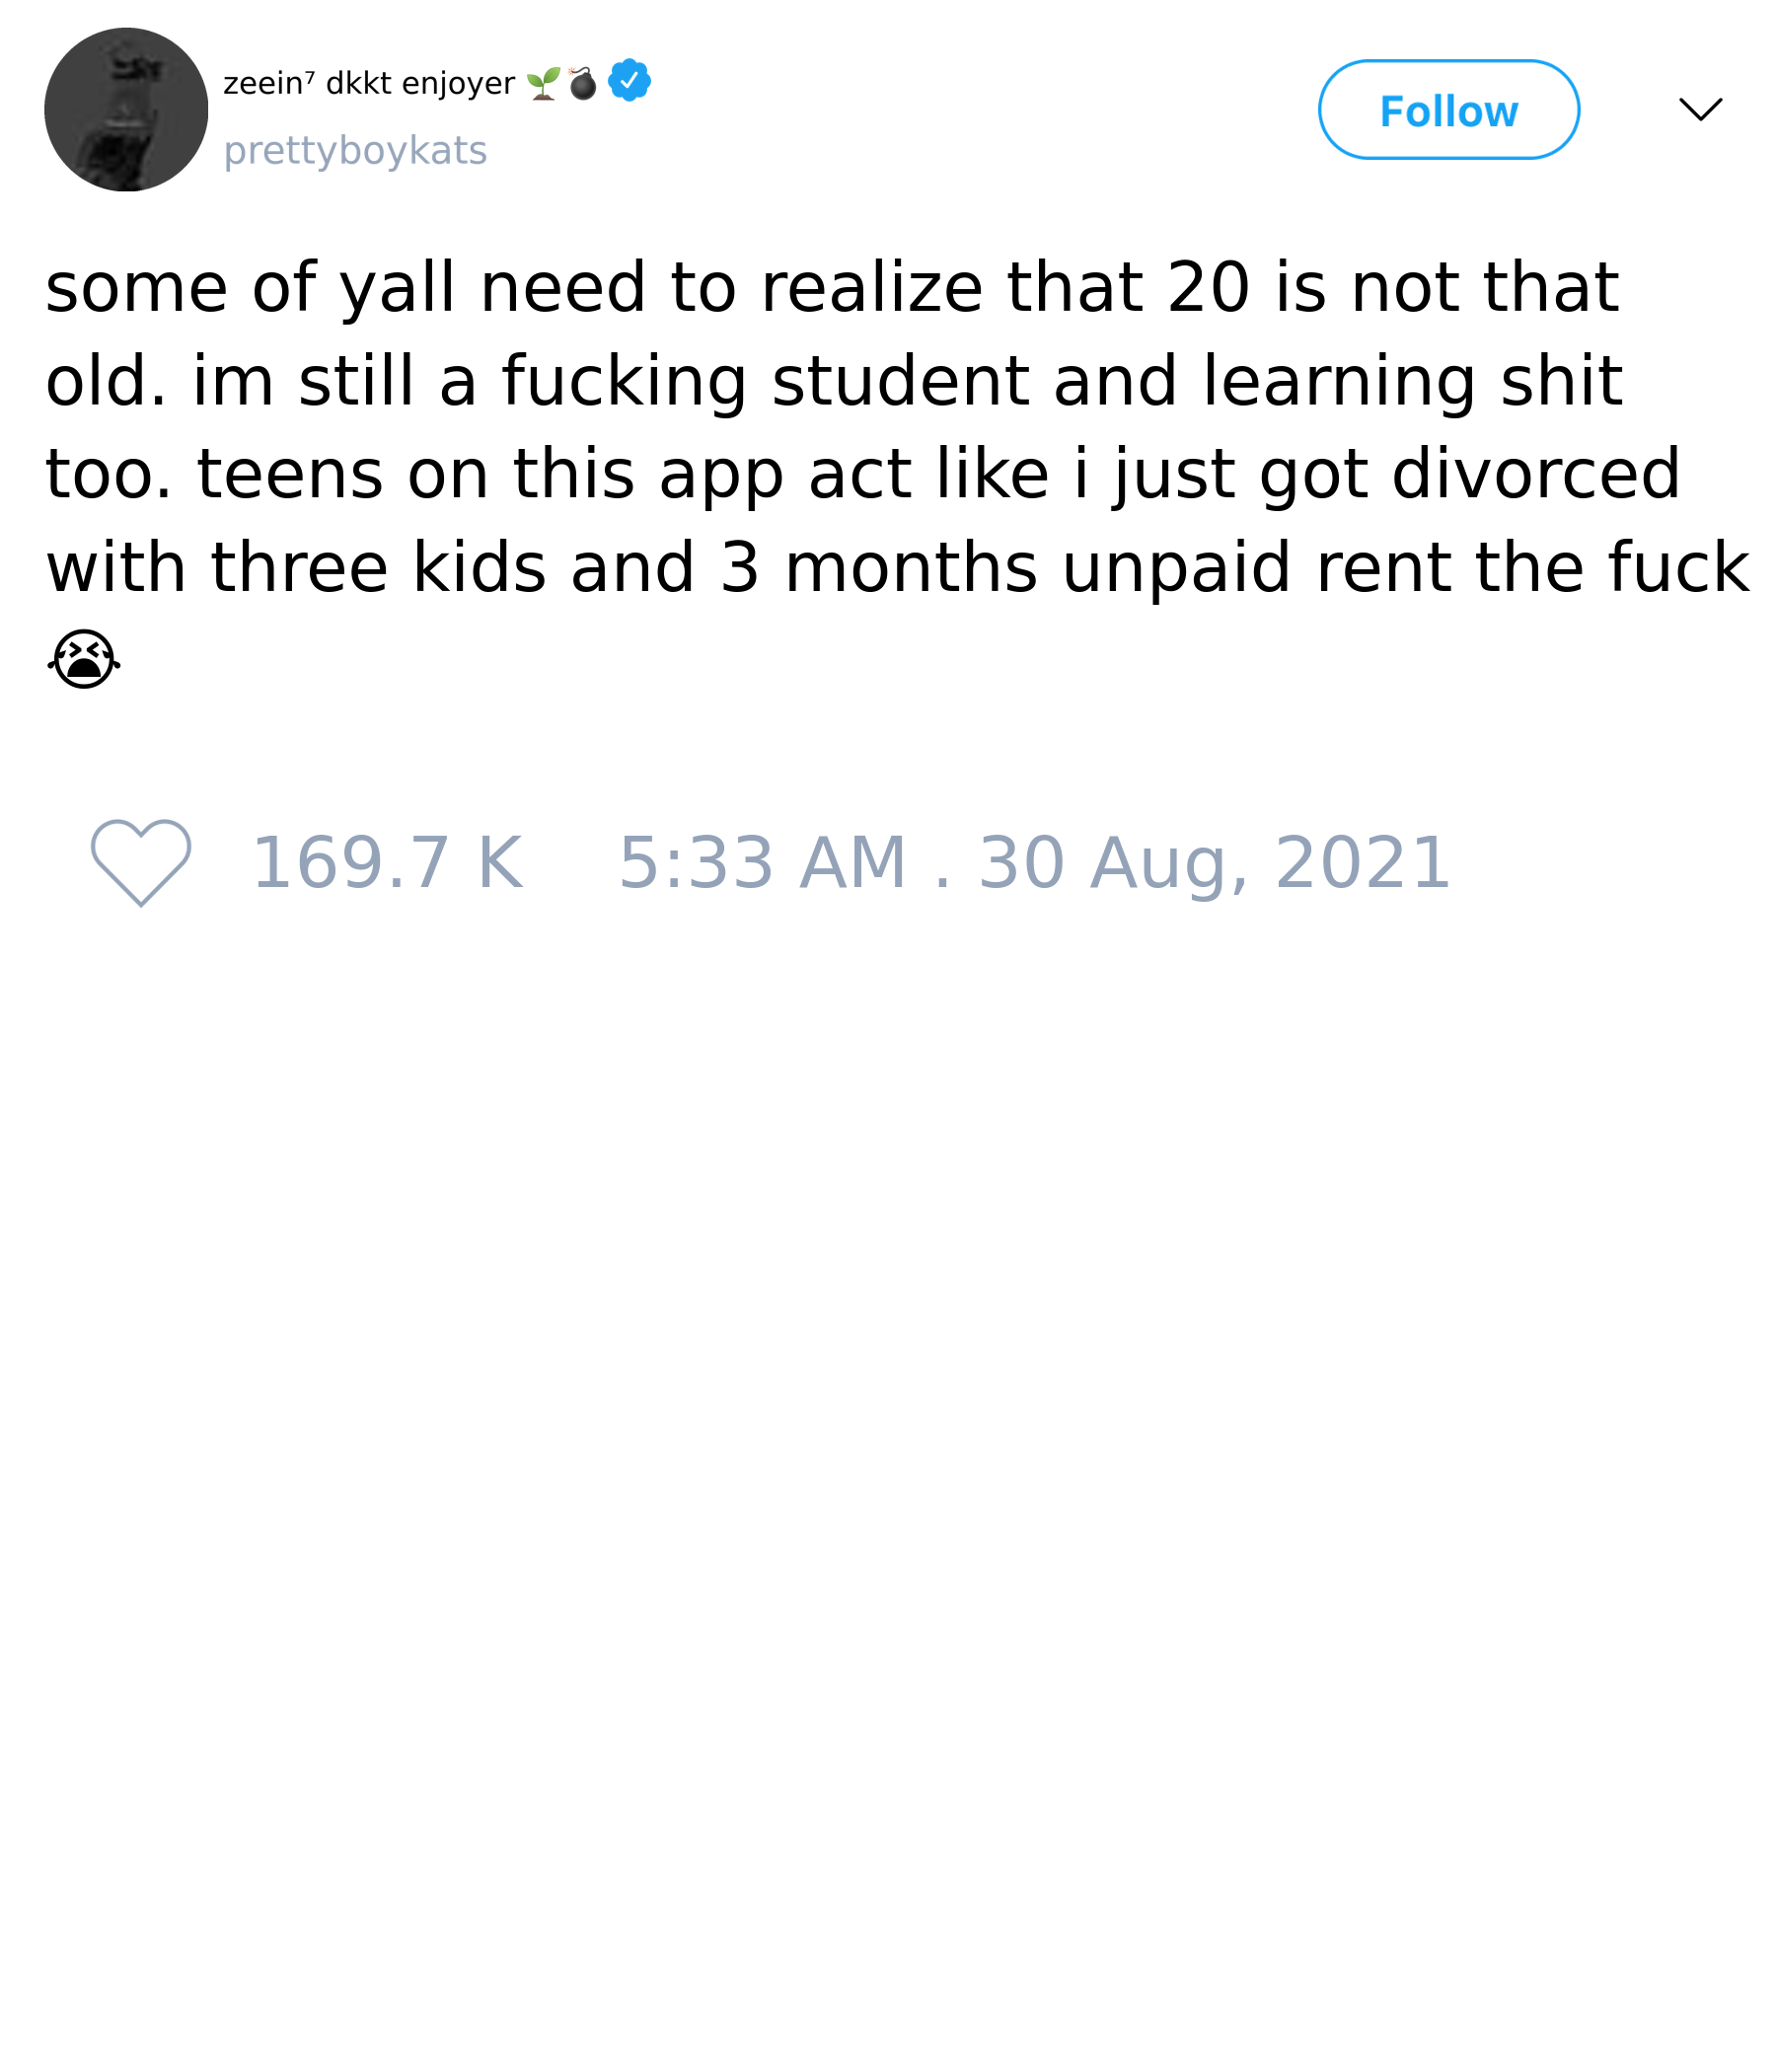 zeein⁷ dkkt enjoyer 🌱💣
prettyboykats
Follow
some of yall need to realize that 20 is not that
old. im still a fucking student and learning shit
too. teens on this app act like i just got divorced
with three kids and 3 months unpaid rent the fuck
😭
169.7 K 5:33 AM . 30 Aug, 2021